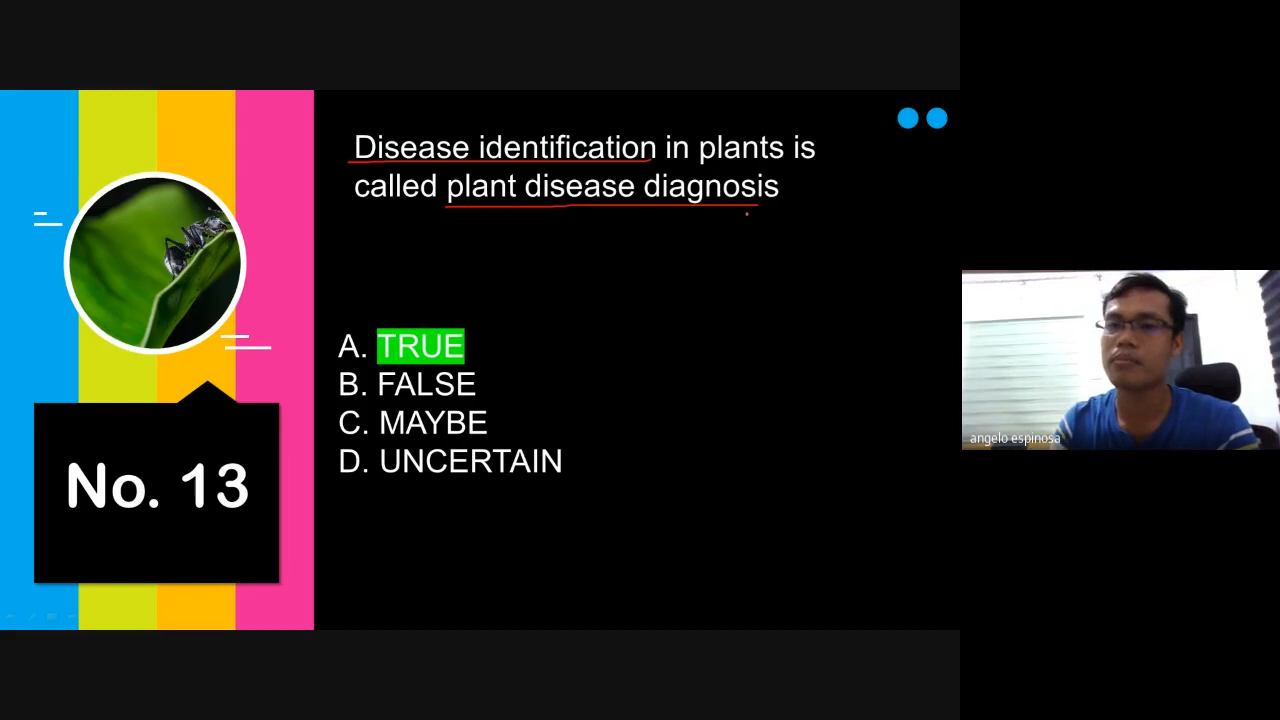 Disease identification in plants is
called plant disease diagnosis
A. TRUE
B. FALSE
C. MAYBE
D. UNCERTAIN
No. 13
angelo espinosa